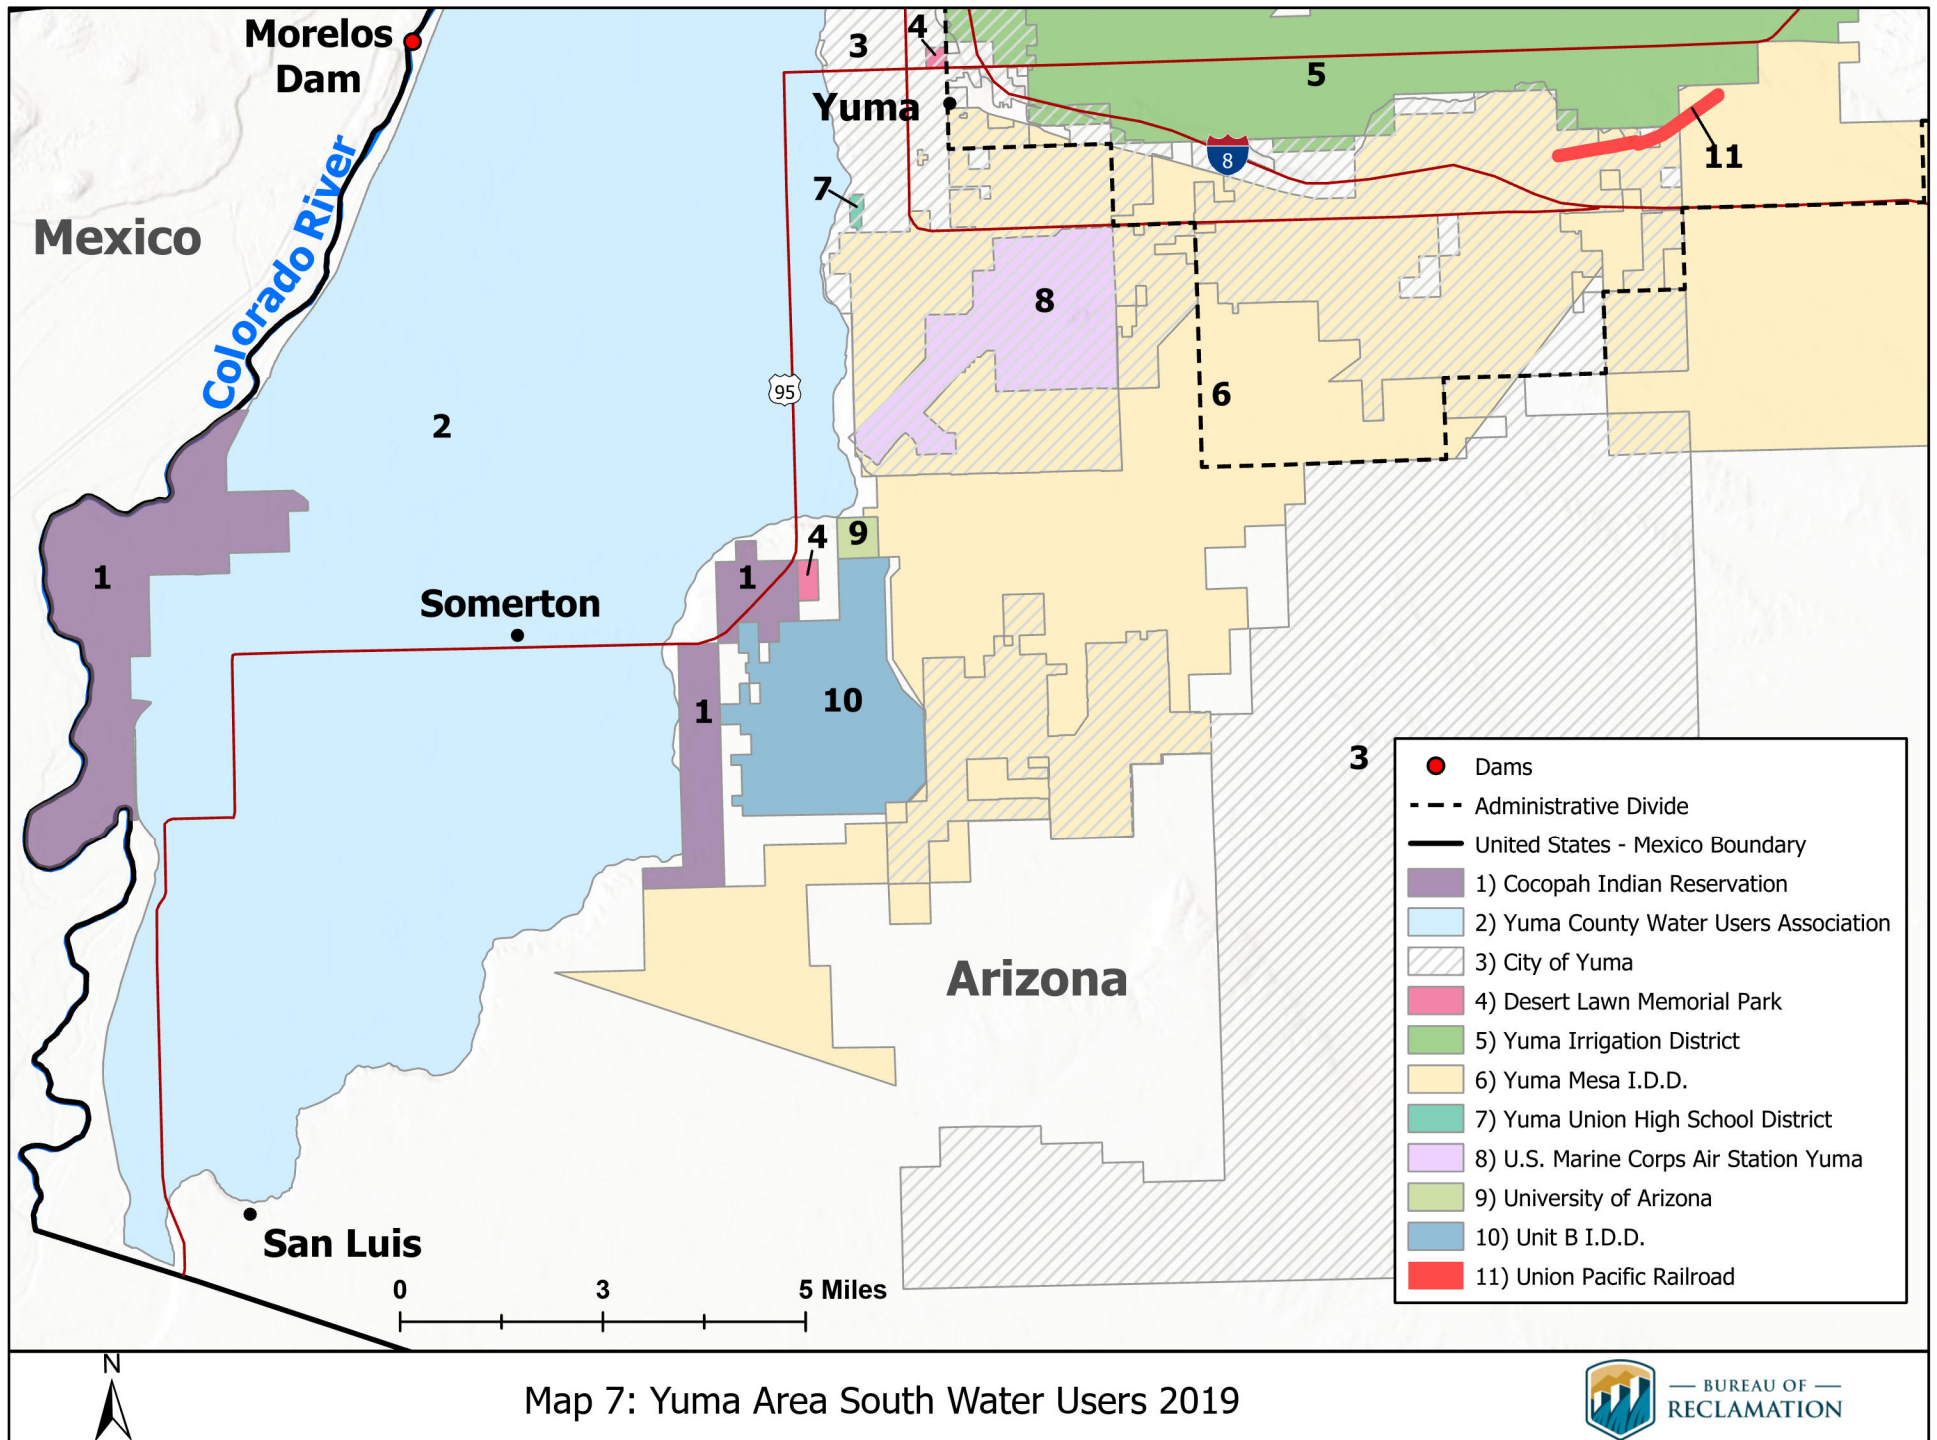 Morelos
Dam
3
4
5
Yuma
8
11
7
Mexico
Colorado River
8
95
6
2
4
9
1
1
Somerton
1
10
3
Arizona
San Luis
Dams
Administrative Divide
United States - Mexico Boundary
1) Cocopah Indian Reservation
2) Yuma County Water Users Association
3) City of Yuma
4) Desert Lawn Memorial Park
5) Yuma Irrigation District
6) Yuma Mesa I.D.D.
7) Yuma Union High School District
8) U.S. Marine Corps Air Station Yuma
9) University of Arizona
10) Unit B I.D.D.
11) Union Pacific Railroad
0 3 5 Miles
N
Map 7: Yuma Area South Water Users 2019
BUREAU OF
RECLAMATION